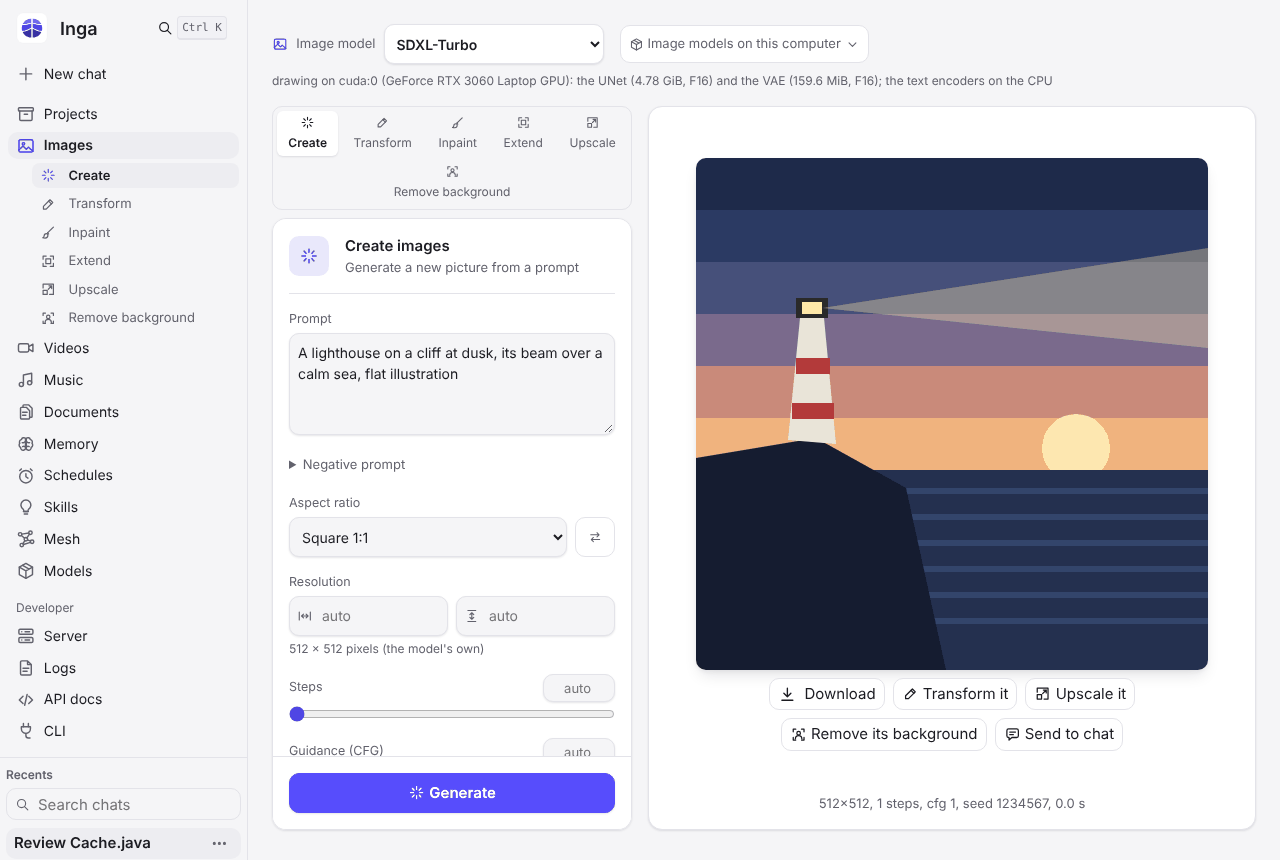 Inga
Ctrl K
New chat
Projects
Images
Create
Transform
Inpaint
Extend
Upscale
Remove background
Videos
Music
Documents
Memory
Schedules
Skills
Mesh
Models
Developer
Server
Logs
API docs
CLI
Recents
Search chats
Review Cache.java
Image model
SDXL-Turbo
Image models on this computer
drawing on cuda:0 (GeForce RTX 3060 Laptop GPU): the UNet (4.78 GiB, F16) and the VAE (159.6 MiB, F16); the text encoders on the CPU
Create
Transform
Inpaint
Extend
Upscale
Remove background
Create images
Generate a new picture from a prompt
Prompt
A lighthouse on a cliff at dusk, its beam over a
calm sea, flat illustration
Negative prompt
Aspect ratio
Square 1:1
Resolution
auto
auto
512 × 512 pixels (the model's own)
Steps
auto
Guidance (CFG)
auto
Generate
Download
Transform it
Upscale it
Remove its background
Send to chat
512×512, 1 steps, cfg 1, seed 1234567, 0.0 s